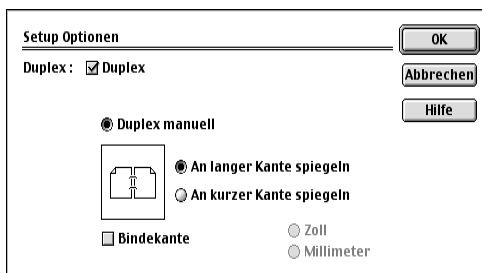 Setup Optionen
OK
Duplex : Duplex
Abbrechen
Hilfe
Duplex manuell
An langer Kante spiegeln
An kurzer Kante spiegeln
Bindekante
Zoll
Millimeter